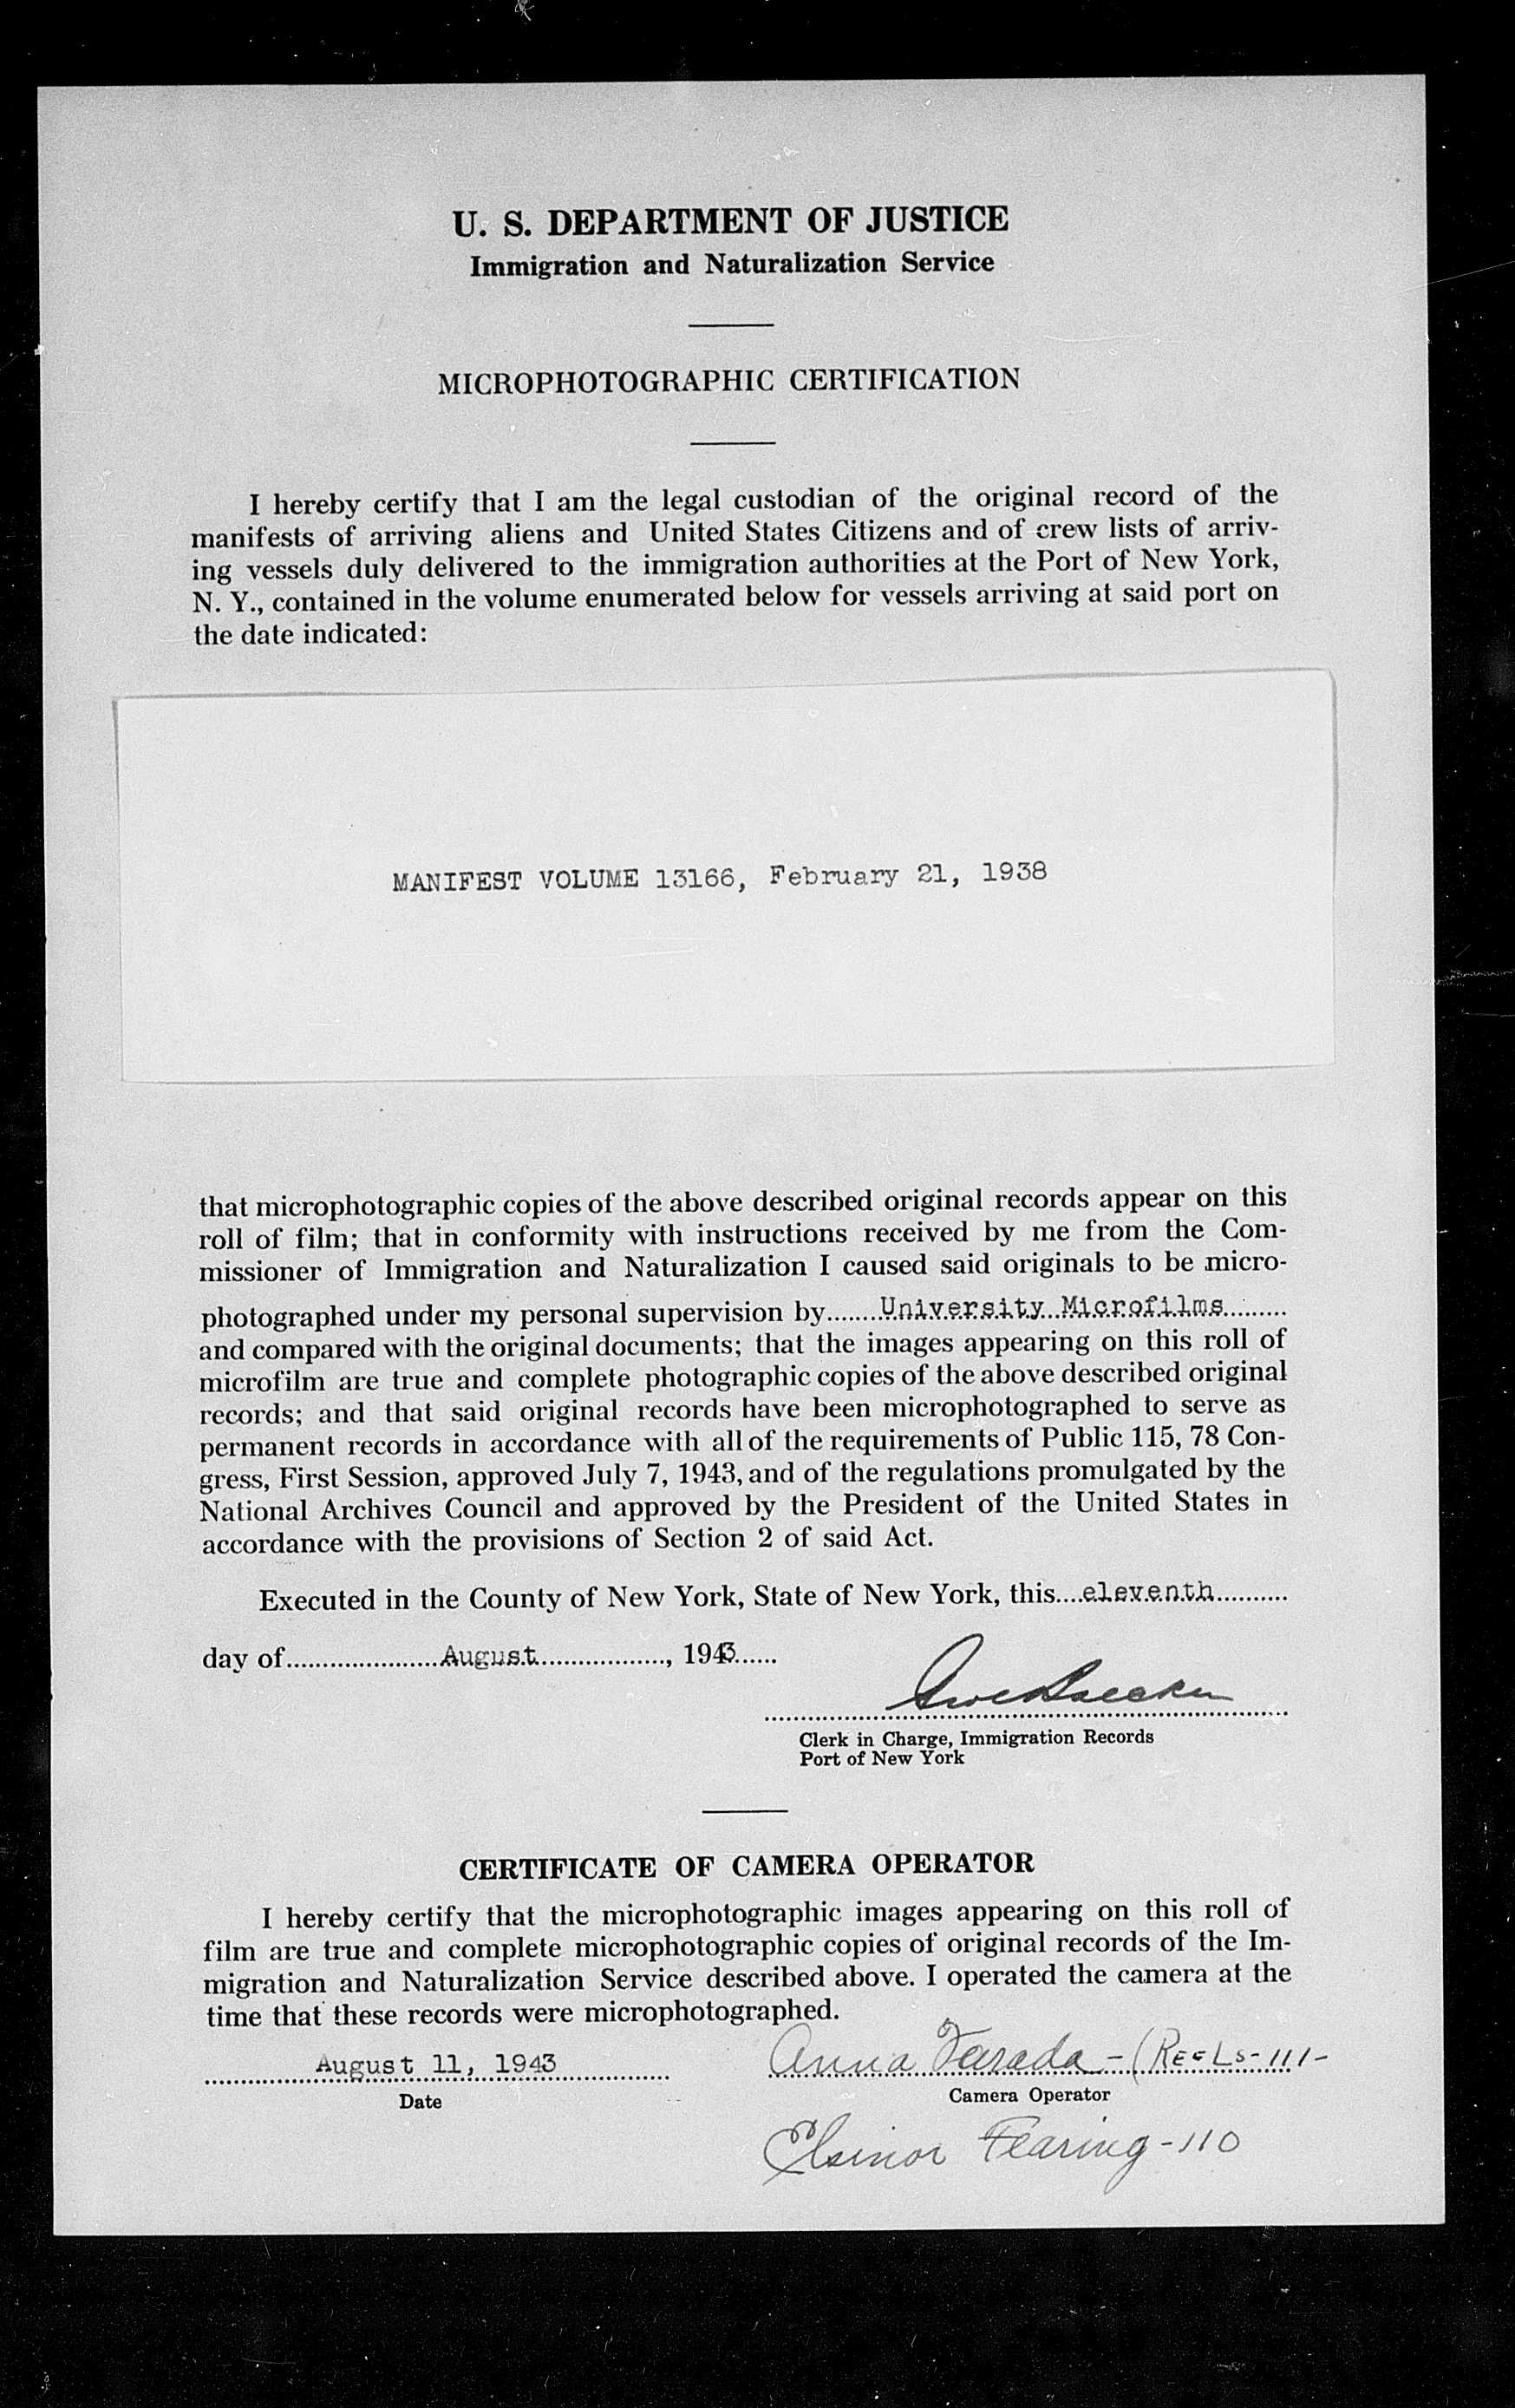 U. S. DEPARTMENT OF JUSTICE
Immigration and Naturalization Service
MICROPHOTOGRAPHIC CERTIFICATION
I hereby certify that I am the legal custodian of the original record of the
manifests of arriving aliens and United States Citizens and of crew lists of arriv-
ing vessels duly delivered to the immigration authorities at the Port of New York,
N. Y., contained in the volume enumerated below for vessels arriving at said port on
the date indicated:
MANIFEST VOLUME 13166, February 21, 1938
that microphotographic copies of the above described original records appear on this
roll of film; that in conformity with instructions received by me from the Com-
missioner of Immigration and Naturalization I caused said originals to be micro-
photographed under my personal supervision by University Microfilms
and compared with the original documents; that the images appearing on this roll of
microfilm are true and complete photographic copies of the above described original
records; and that said original records have been microphotographed to serve as
permanent records in accordance with all of the requirements of Public 115, 78 Con-
gress, First Session, approved July 7, 1943, and of the regulations promulgated by the
National Archives Council and approved by the President of the United States in
accordance with the provisions of Section 2 of said Act.
Executed in the County of New York, State of New York, this eleventh
day of August, 1943
Clerk in Charge, Immigration Records
Port of New York
CERTIFICATE OF CAMERA OPERATOR
I hereby certify that the microphotographic images appearing on this roll of
film are true and complete microphotographic copies of original records of the Im-
migration and Naturalization Service described above. I operated the camera at the
time that these records were microphotographed.
August 11, 1943 Anna - (REELS-111-
Date Camera Operator
Elsinor Fearing-110